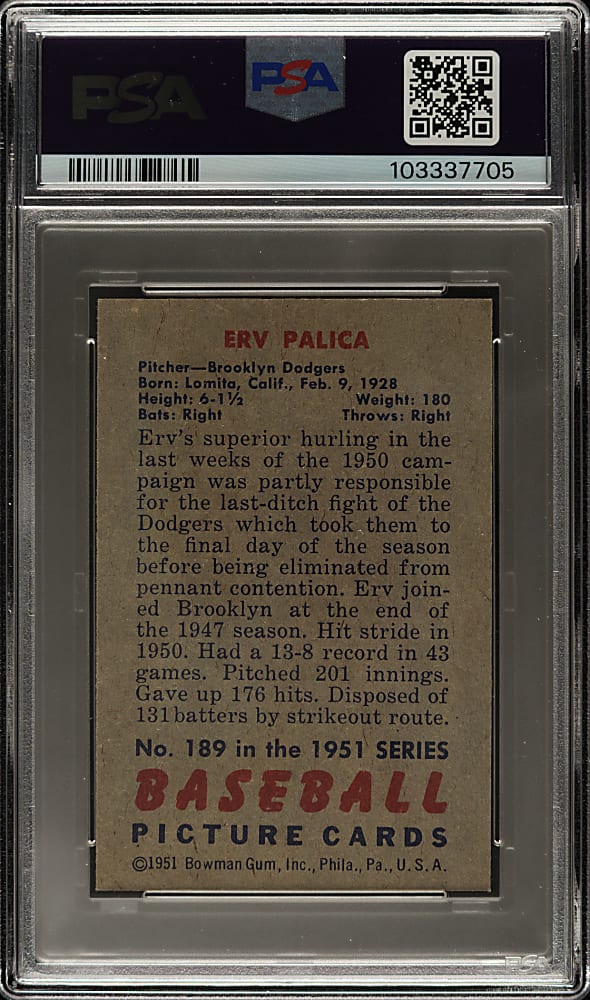 PSA PSA
103337705
ERV PALICA
Pitcher—Brooklyn Dodgers
Born: Lomita, Calif., Feb. 9, 1928
Height: 6-1½ Weight: 180
Bats: Right Throws: Right
Erv's superior hurling in the
last weeks of the 1950 cam-
paign was partly responsible
for the last-ditch fight of the
Dodgers which took them to
the final day of the season
before being eliminated from
pennant contention. Erv join-
ed Brooklyn at the end of
the 1947 season. Hit stride in
1950. Had a 13-8 record in 43
games. Pitched 201 innings.
Gave up 176 hits. Disposed of
131 batters by strikeout route.
No. 189 in the 1951 SERIES
BASEBALL
PICTURE CARDS
©1951 Bowman Gum, Inc., Phila., Pa., U.S.A.
PSA